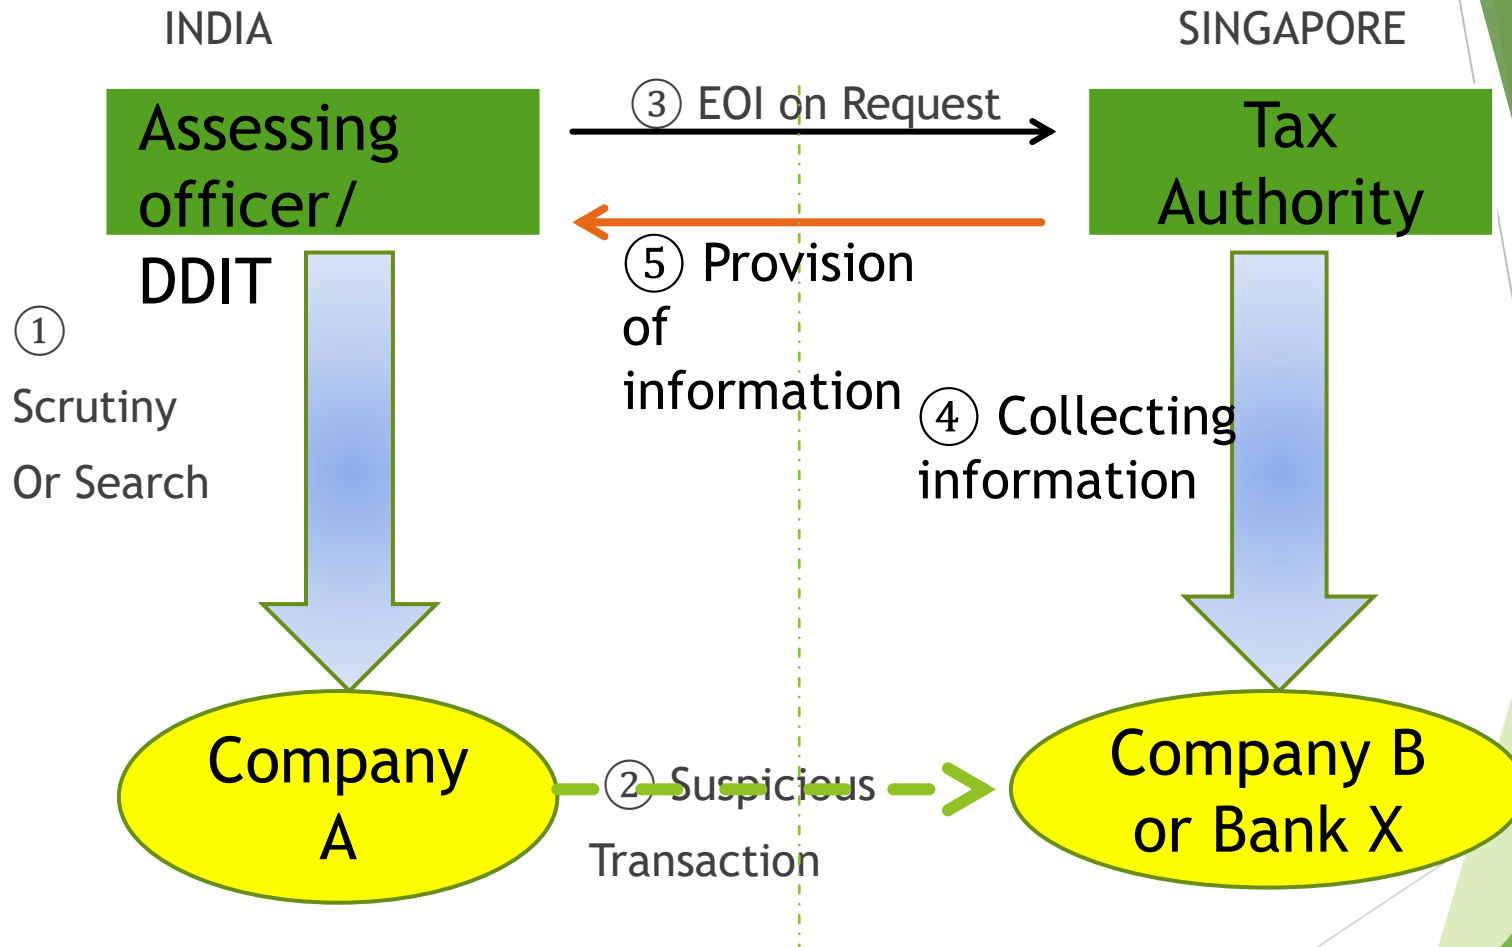 INDIA
SINGAPORE
Assessing
officer/
DDIT
③ EOI on Request
Tax
Authority
⑤ Provision
of
information
①
Scrutiny
Or Search
④ Collecting
information
Company
A
② Suspicious
Transaction
Company B
or Bank X